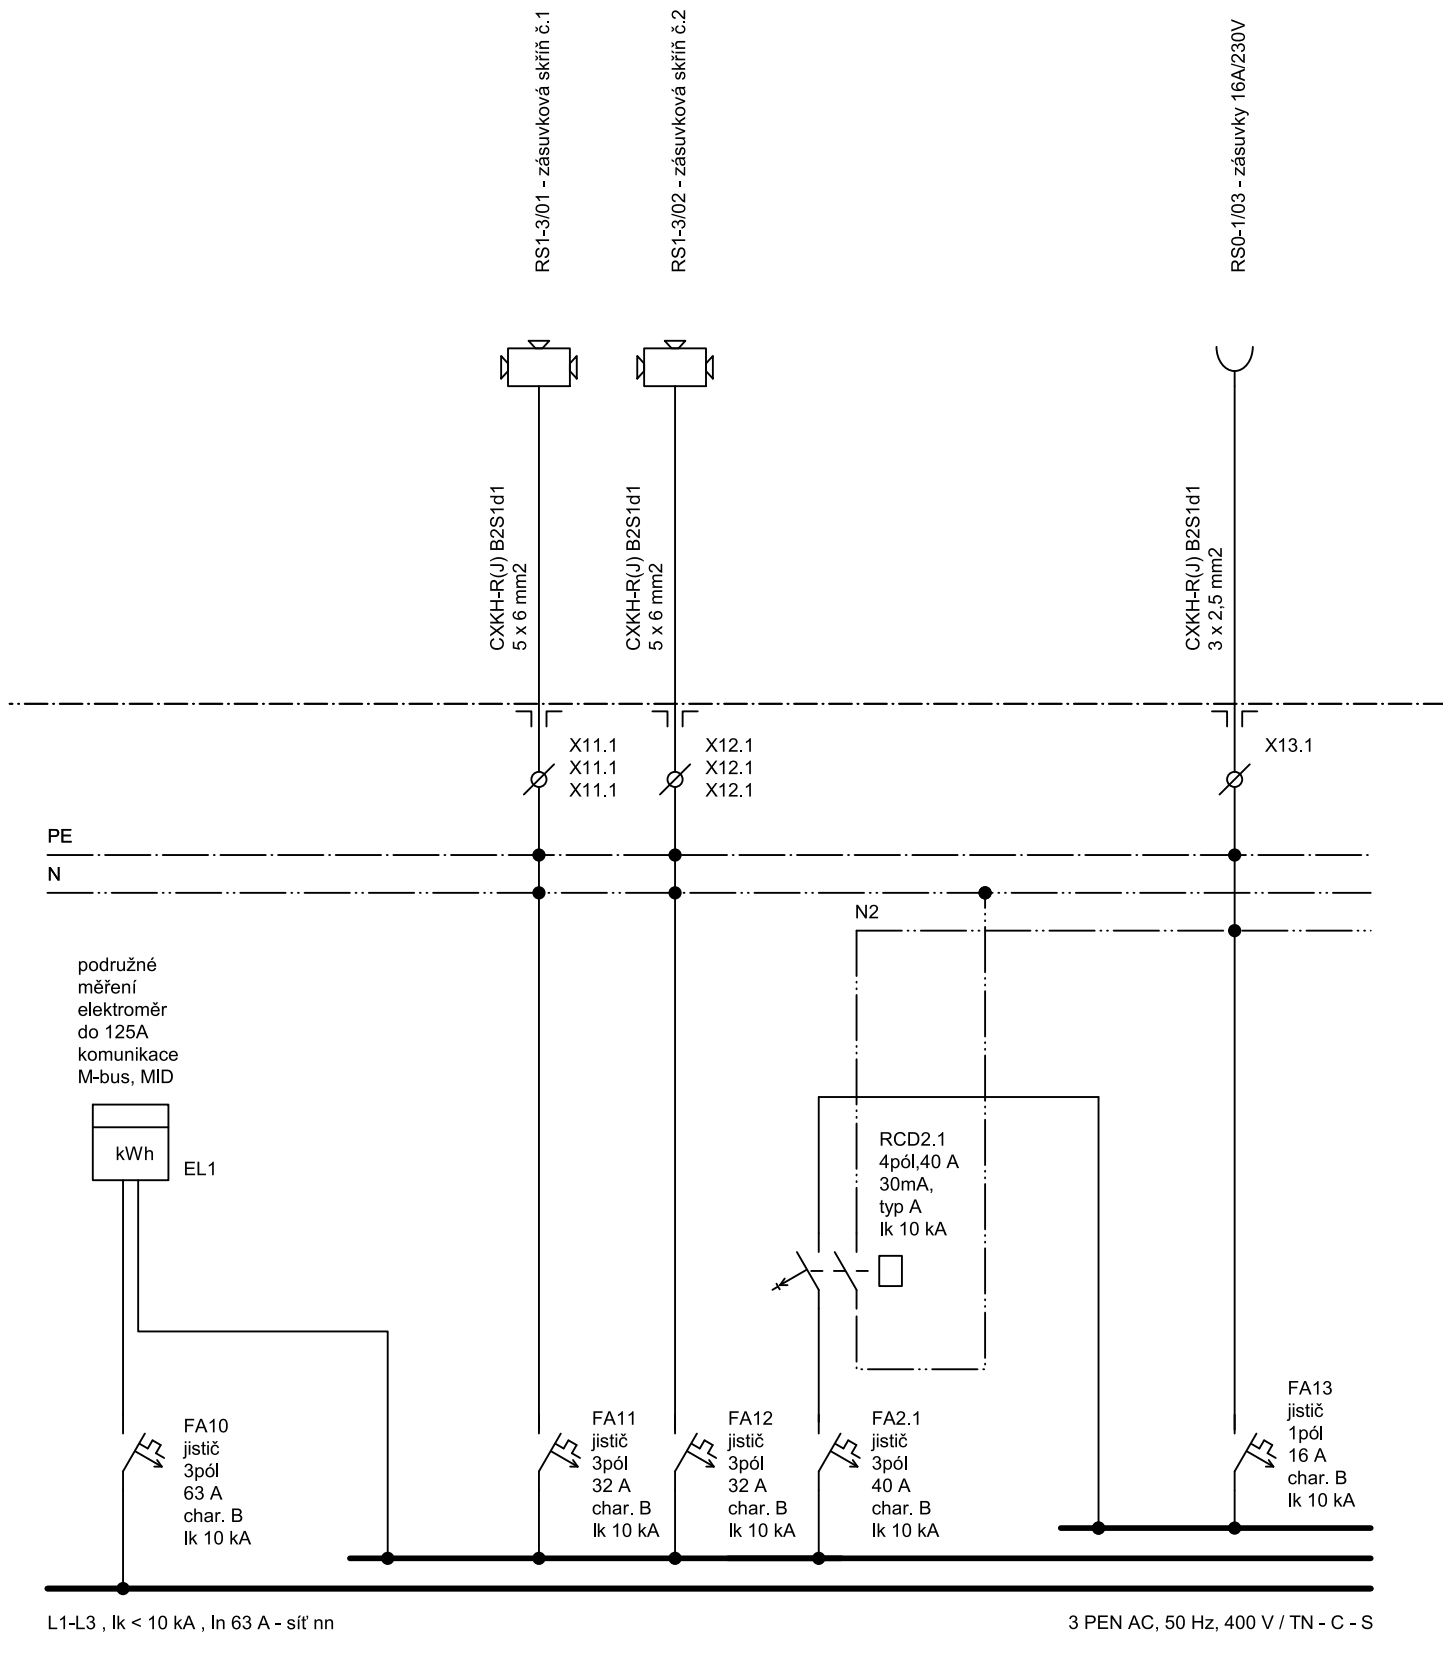 RS1-3/01 - zásuvková skříň č.1
RS1-3/02 - zásuvková skříň č.2
RS0-1/03 - zásuvky 16A/230V
CXKH-R(J) B2S1d1
5 x 6 mm2
CXKH-R(J) B2S1d1
5 x 6 mm2
CXKH-R(J) B2S1d1
3 x 2,5 mm2
X11.1
X11.1
X11.1
X12.1
X12.1
X12.1
X13.1
PE
N
N2
podružné
měření
elektroměr
do 125A
komunikace
M-bus, MID
kWh
EL1
RCD2.1
4pól,40 A
30mA,
typ A
Ik 10 kA
FA10
jistič
3pól
63 A
char. B
Ik 10 kA
FA11
jistič
3pól
32 A
char. B
Ik 10 kA
FA12
jistič
3pól
32 A
char. B
Ik 10 kA
FA2.1
jistič
3pól
40 A
char. B
Ik 10 kA
FA13
jistič
1pól
16 A
char. B
Ik 10 kA
L1-L3 , Ik < 10 kA , In 63 A - síť nn
3 PEN AC, 50 Hz, 400 V / TN - C - S